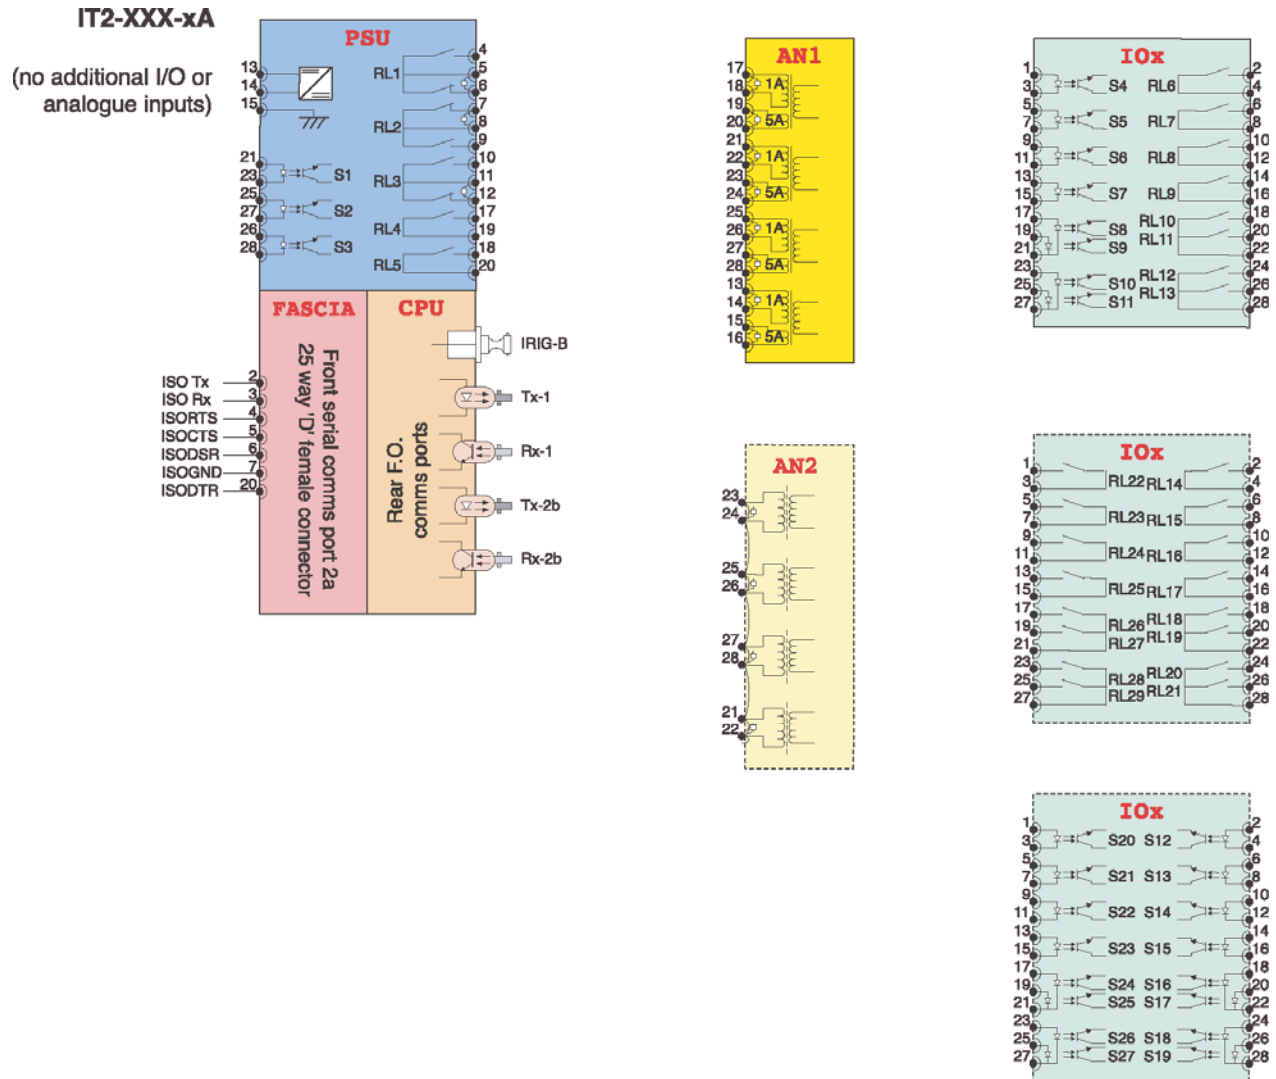 IT2-XXX-xA
(no additional I/O or
analogue inputs)
PSU
13
14
15
21
23
25
27
26
28
S1
S2
S3
RL1
RL2
RL3
RL4
RL5
4
5
6
7
8
9
10
11
12
17
19
18
20
FASCIA
Front serial comms port 2a
25 way 'D' female connector
ISO Tx 2
ISO Rx 3
ISORTS 4
ISOCTS 5
ISODSR 6
ISOGND 7
ISODTR 20
CPU
Rear F.O.
comms ports
IRIG-B
Tx-1
Rx-1
Tx-2b
Rx-2b
AN1
17
18 1A
19
20 5A
21
22 1A
23
24 5A
25
26 1A
27
28 5A
13
14 1A
15
16 5A
AN2
23
24
25
26
27
28
21
22
IOx
1 2
3 S4 RL6 4
5 6
7 S5 RL7 8
9 10
11 S6 RL8 12
13 14
15 S7 RL9 16
17 RL10 18
19 S8 RL11 20
21 S9 22
23 RL12 24
25 S10 RL13 26
27 S11 28
IOx
1 2
3 RL22 RL14 4
5 6
7 RL23 RL15 8
9 10
11 RL24 RL16 12
13 14
15 RL25 RL17 16
17 RL18 18
19 RL26 RL19 20
21 RL27 22
23 RL20 24
25 RL28 RL21 26
27 RL29 28
IOx
1 2
3 S20 S12 4
5 6
7 S21 S13 8
9 10
11 S22 S14 12
13 14
15 S23 S15 16
17 18
19 S24 S16 20
21 S25 S17 22
23 24
25 S26 S18 26
27 S27 S19 28